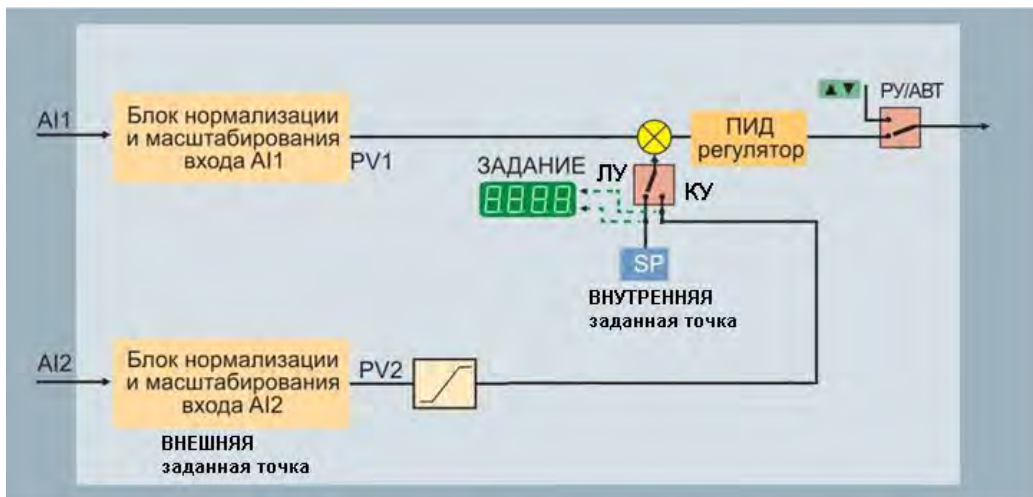 AI1
Блок нормализации
и масштабирования
входа AI1
PV1
ЗАДАНИЕ
8888
ЛУ
КУ
ПИД
регулятор
▲▼
РУ/АВТ
SP
ВНУТРЕННЯЯ
заданная точка
AI2
Блок нормализации
и масштабирования
входа AI2
PV2
ВНЕШНЯЯ
заданная точка